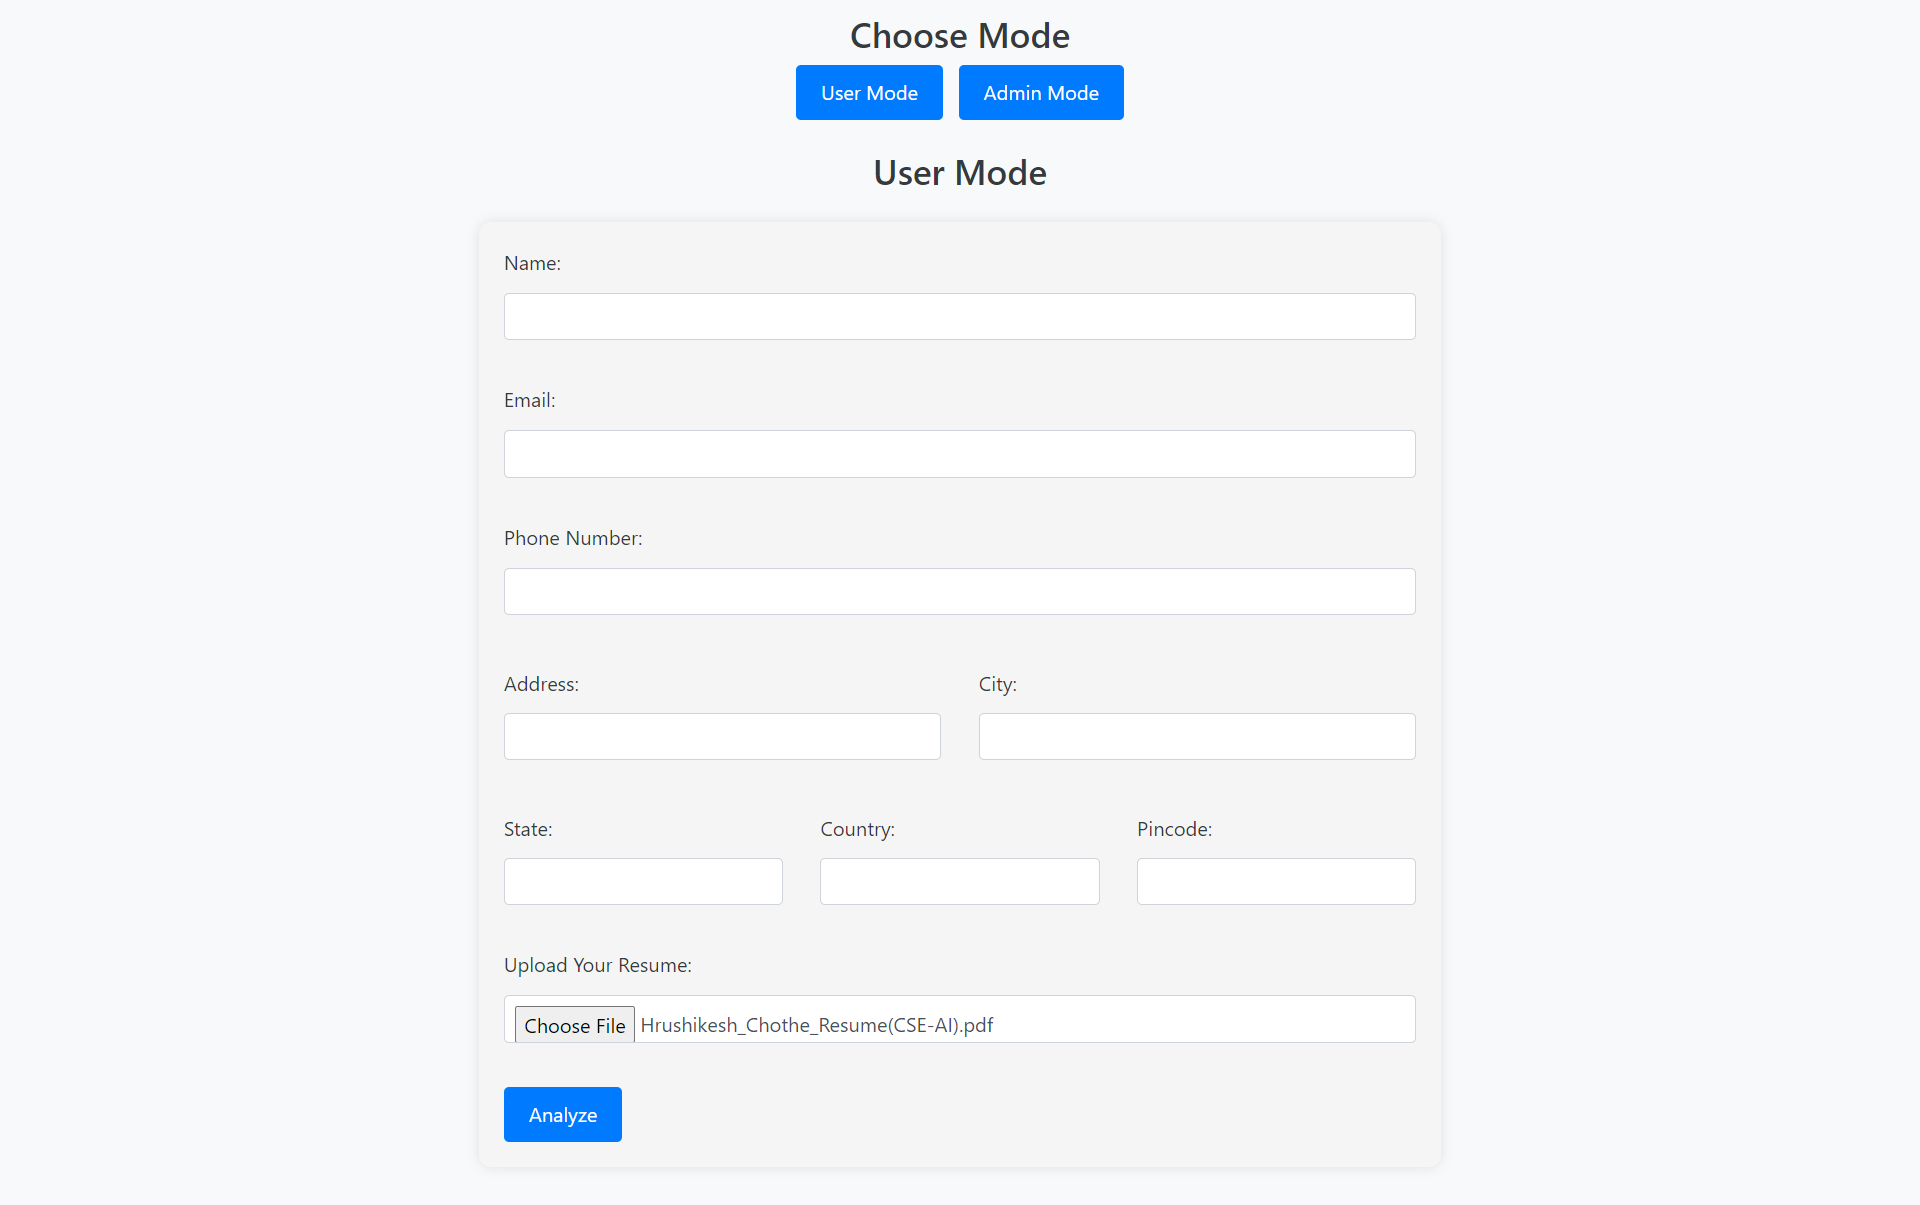 Choose Mode
User Mode Admin Mode
User Mode
Name:
Email:
Phone Number:
Address: City:
State: Country: Pincode:
Upload Your Resume:
Choose File Hrushikesh_Chothe_Resume(CSE-AI).pdf
Analyze